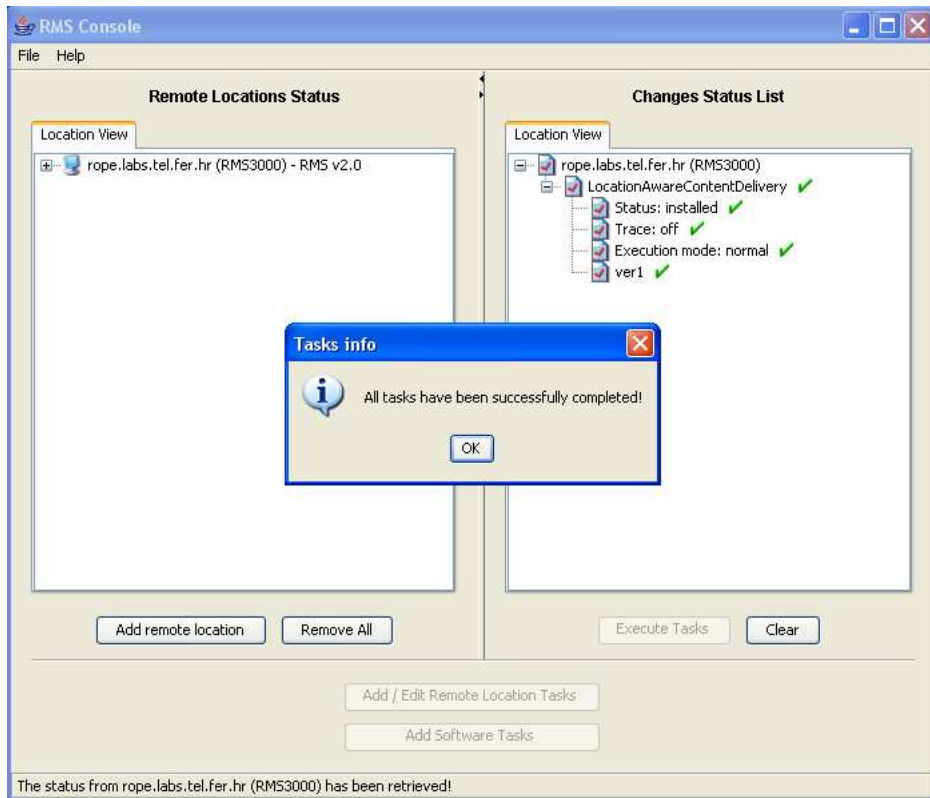 RMS Console
File Help
Remote Locations Status
Location View
rope.labs.tel.fer.hr (RMS3000) - RMS v2.0
Changes Status List
Location View
rope.labs.tel.fer.hr (RMS3000)
LocationAwareContentDelivery
Status: installed
Trace: off
Execution mode: normal
ver1
Tasks info
All tasks have been successfully completed!
OK
Add remote location
Remove All
Execute Tasks
Clear
Add / Edit Remote Location Tasks
Add Software Tasks
The status from rope.labs.tel.fer.hr (RMS3000) has been retrieved!